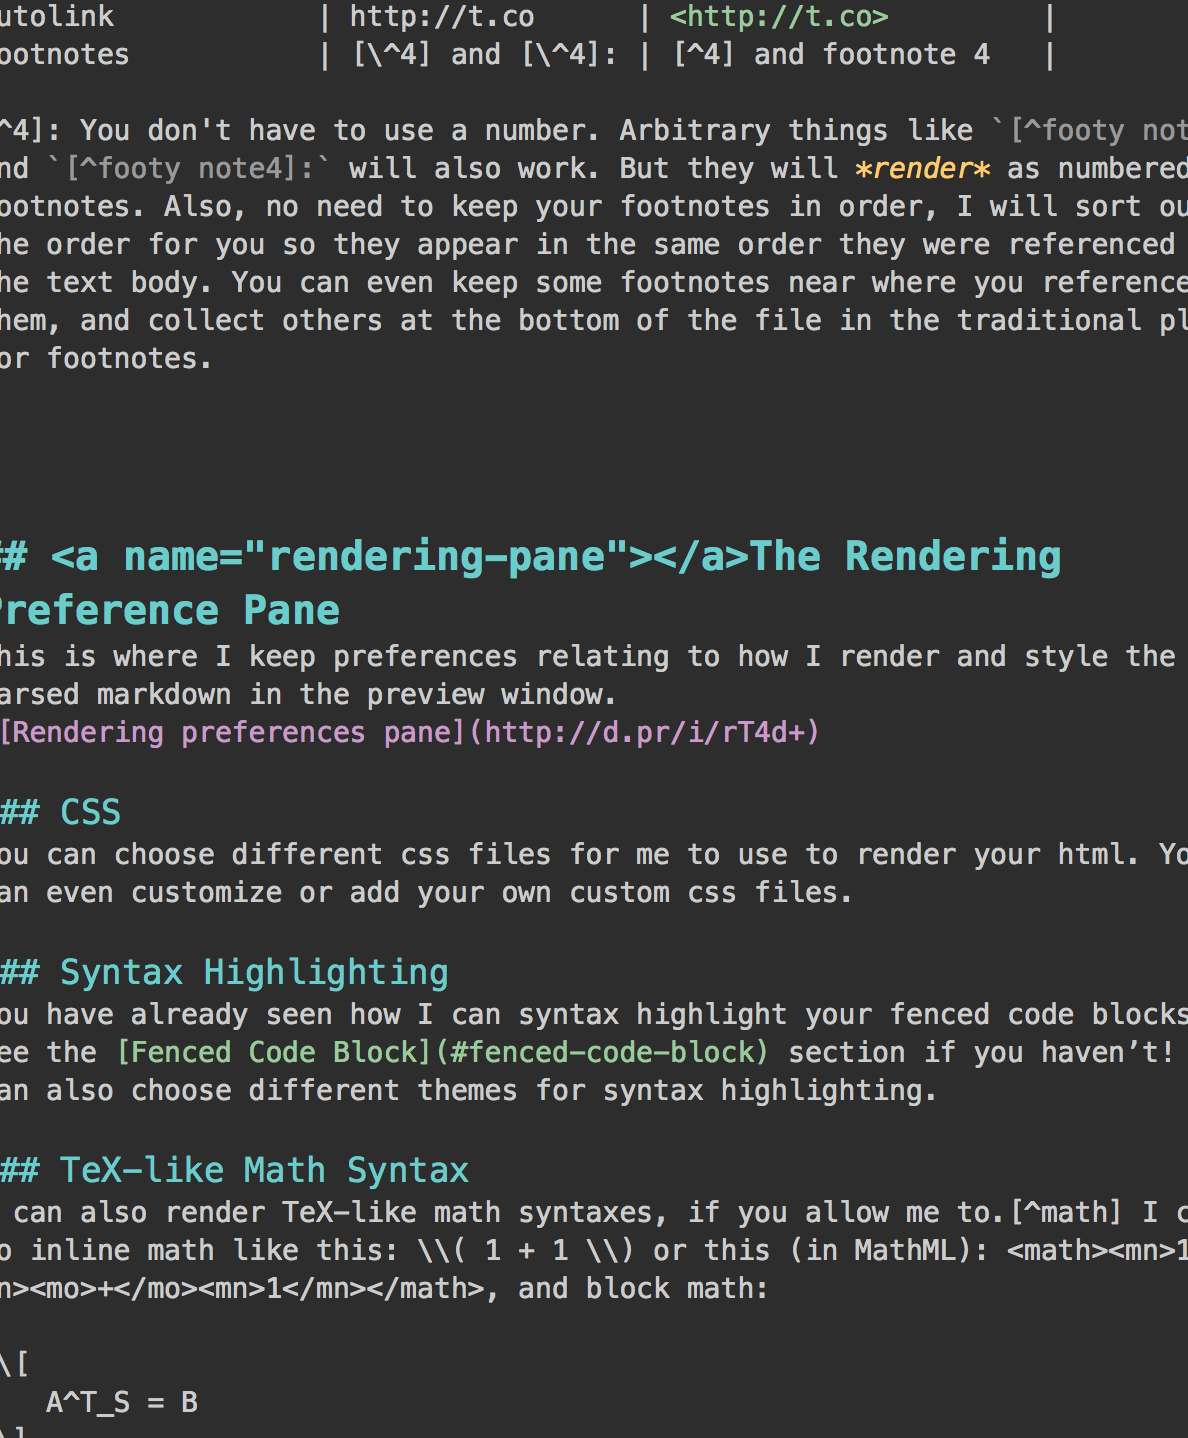 utolink | http://t.co | <http://t.co> |
ootnotes | [\^4] and [\^4]: | [^4] and footnote 4 |
^4]: You don't have to use a number. Arbitrary things like `[^footy not
nd `[^footy note4]:` will also work. But they will *render* as numbered
ootnotes. Also, no need to keep your footnotes in order, I will sort ou
he order for you so they appear in the same order they were referenced
he text body. You can even keep some footnotes near where you reference
hem, and collect others at the bottom of the file in the traditional pl
or footnotes.
## <a name="rendering-pane"></a>The Rendering
Preference Pane
his is where I keep preferences relating to how I render and style the
arsed markdown in the preview window.
[Rendering preferences pane](http://d.pr/i/rT4d+)
## CSS
ou can choose different css files for me to use to render your html. Yo
an even customize or add your own custom css files.
## Syntax Highlighting
ou have already seen how I can syntax highlight your fenced code blocks
ee the [Fenced Code Block](#fenced-code-block) section if you haven’t!
an also choose different themes for syntax highlighting.
## TeX-like Math Syntax
can also render TeX-like math syntaxes, if you allow me to.[^math] I c
o inline math like this: \\( 1 + 1 \\) or this (in MathML): <math><mn>1
n><mo>+</mo><mn>1</mn></math>, and block math:
\[
A^T_S = B
\]